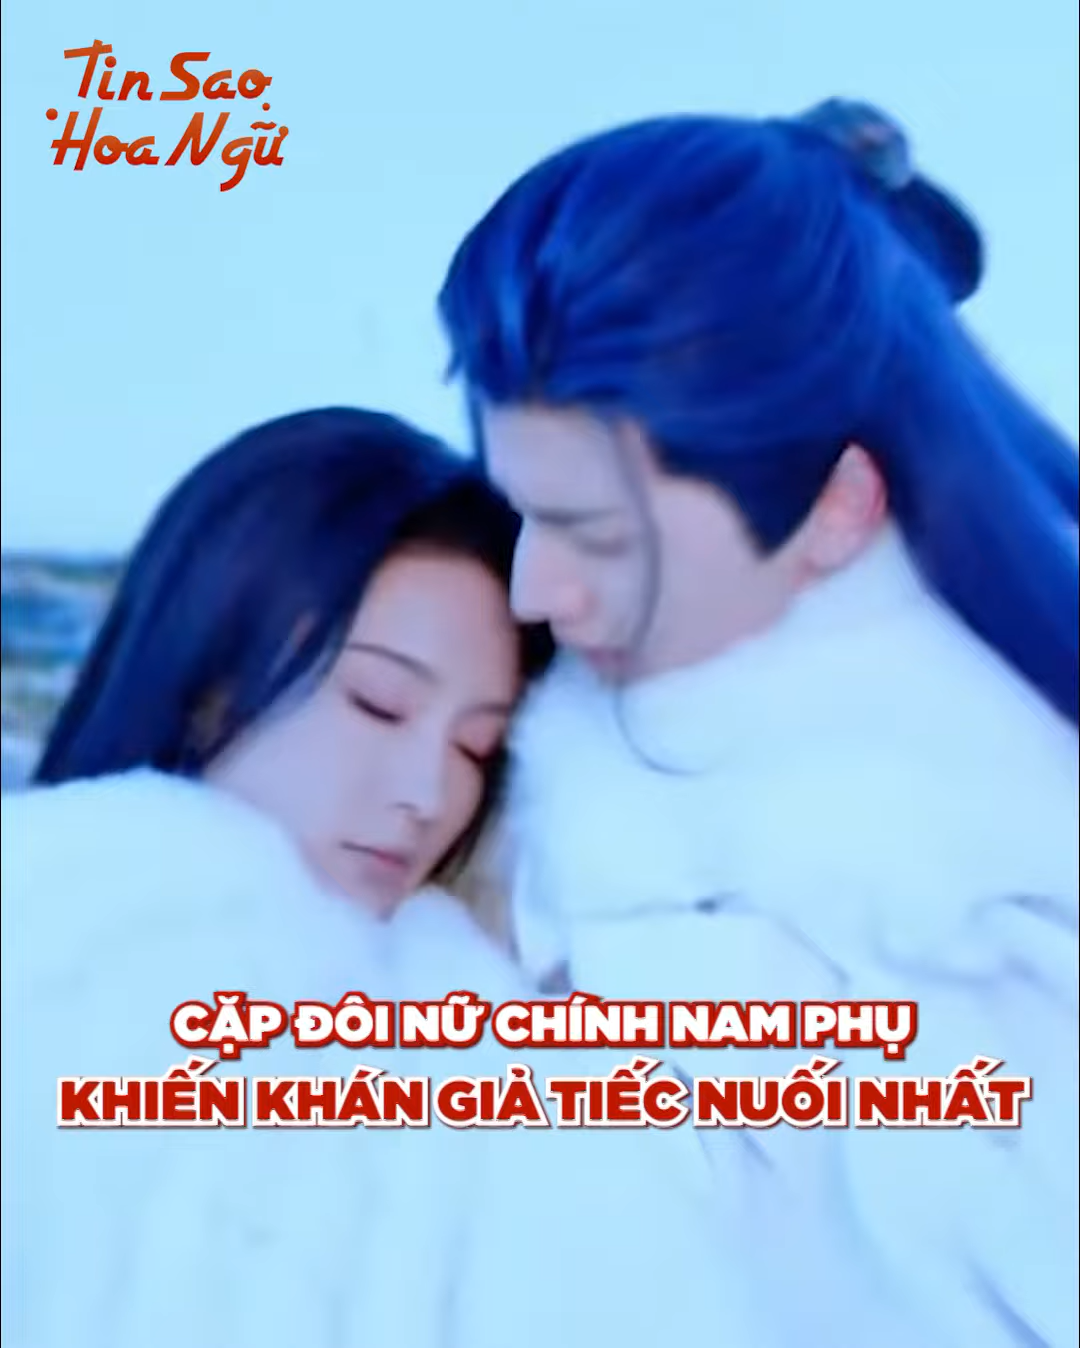 Tin Sao
Hoa Ngữ
CẶP ĐÔI NỮ CHÍNH NAM PHỤ
KHIẾN KHÁN GIẢ TIẾC NUỐI NHẤT